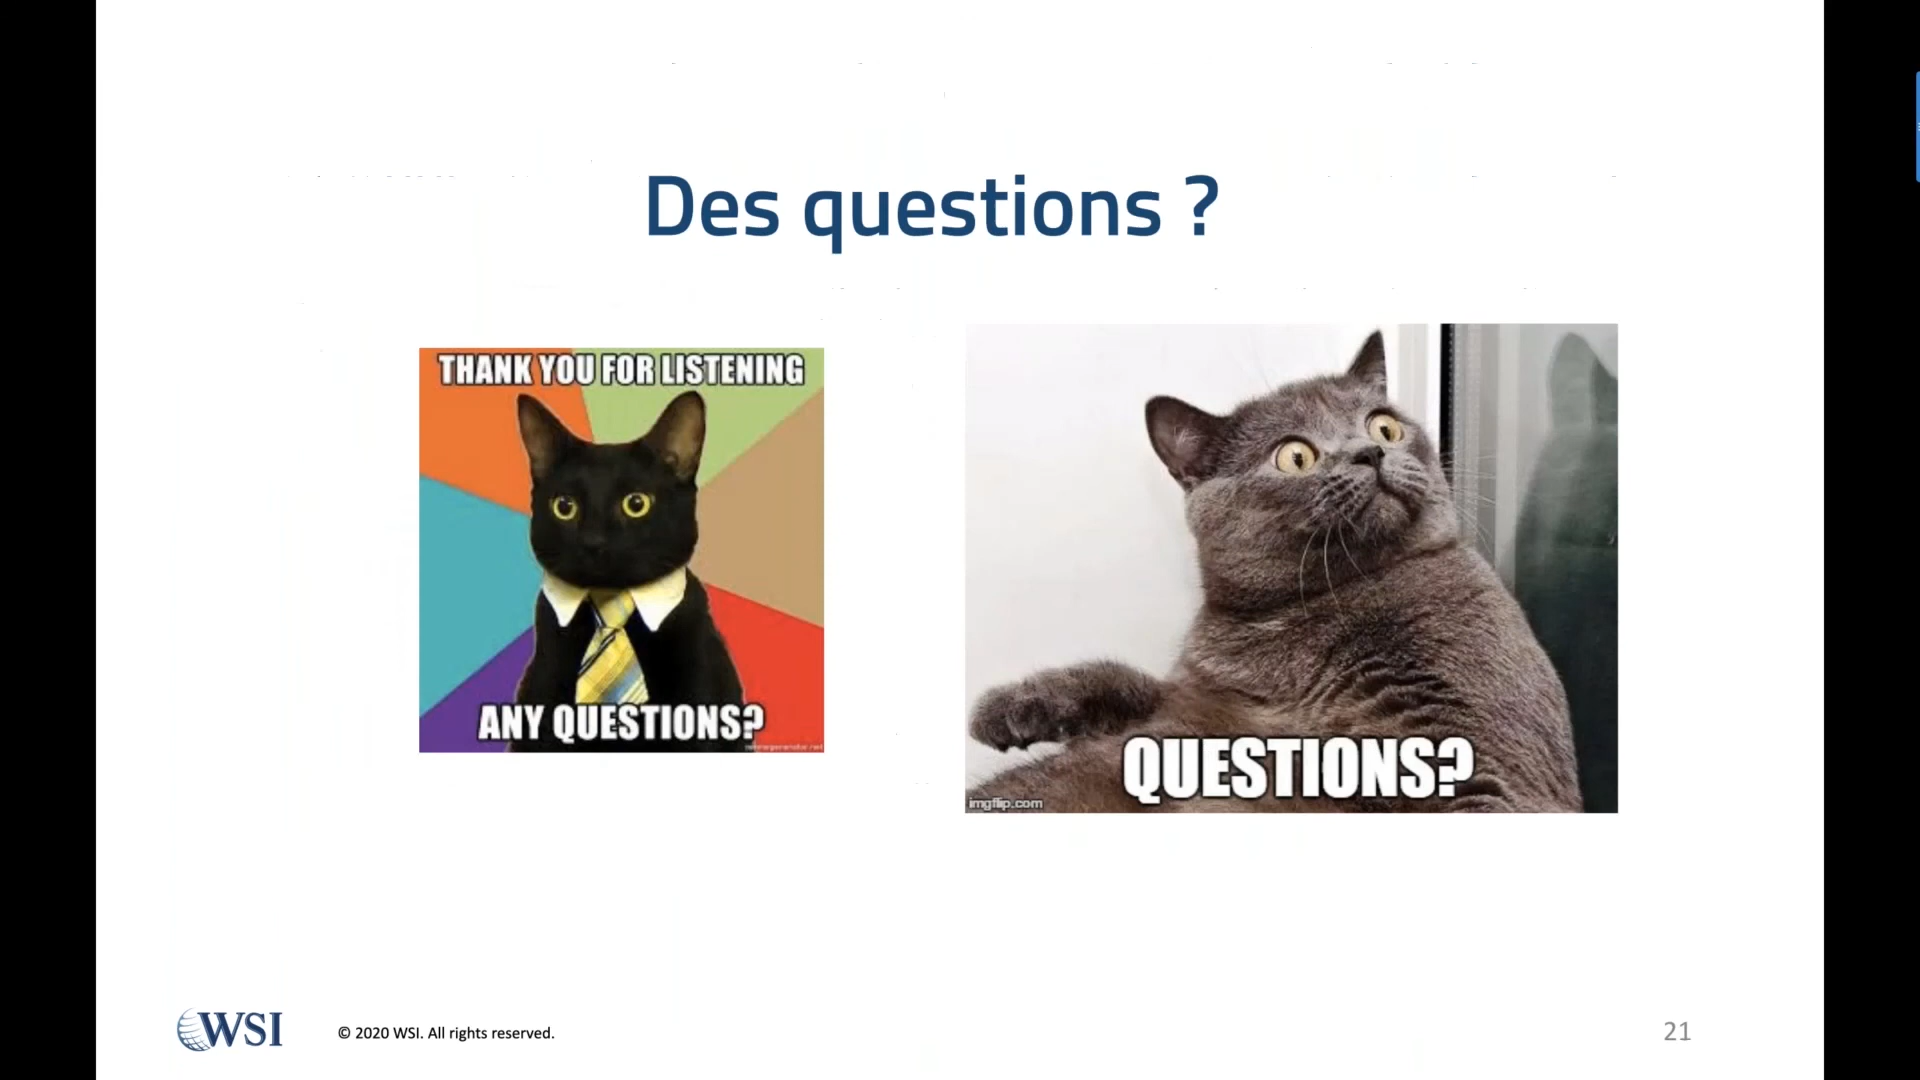 Des questions ?
THANK YOU FOR LISTENING
ANY QUESTIONS?
QUESTIONS?
imgflip.com
WSI
© 2020 WSI. All rights reserved.
21